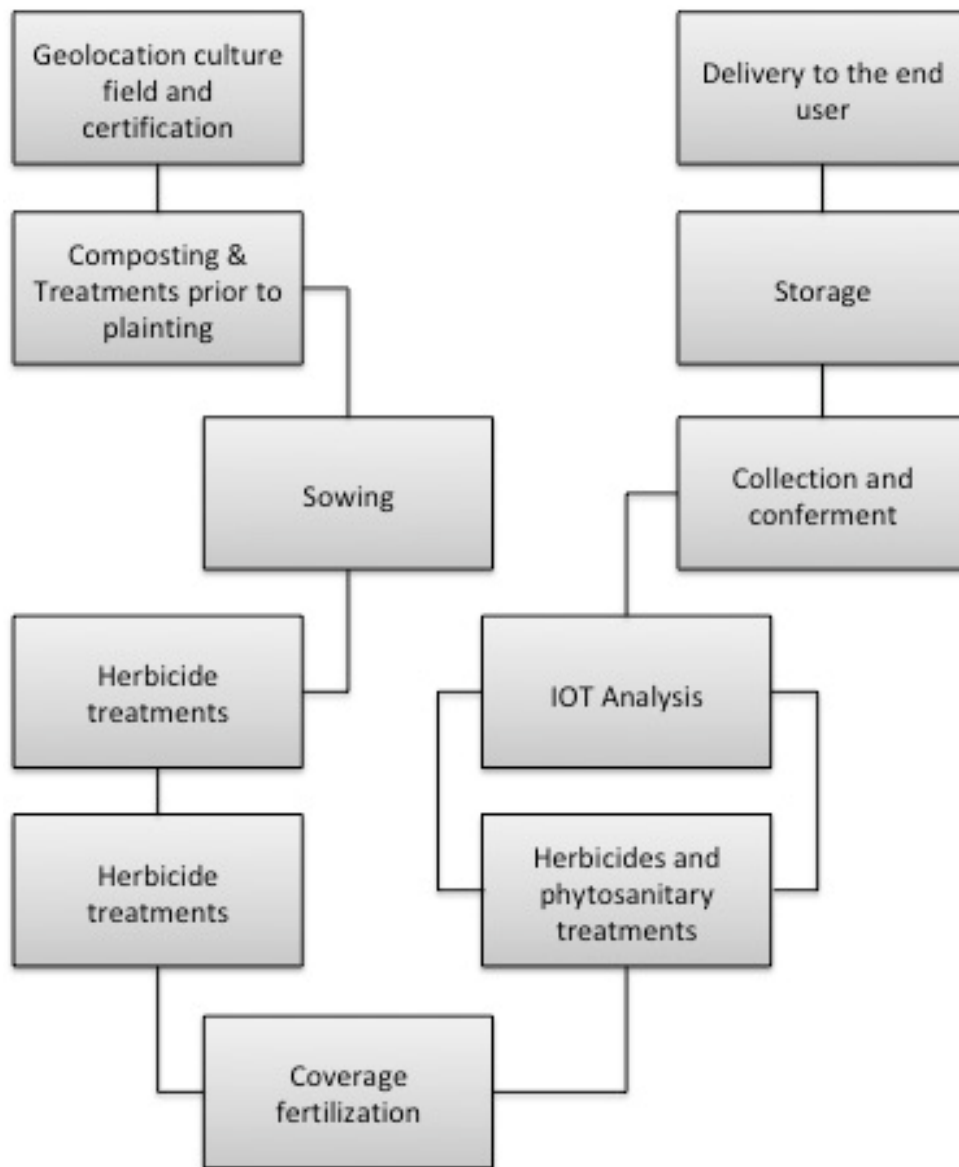 Geolocation culture
field and
certification
Composting &
Treatments prior to
plainting
Sowing
Herbicide
treatments
Herbicide
treatments
Coverage
fertilization
Herbicides and
phytosanitary
treatments
IOT Analysis
Collection and
conferment
Storage
Delivery to the end
user